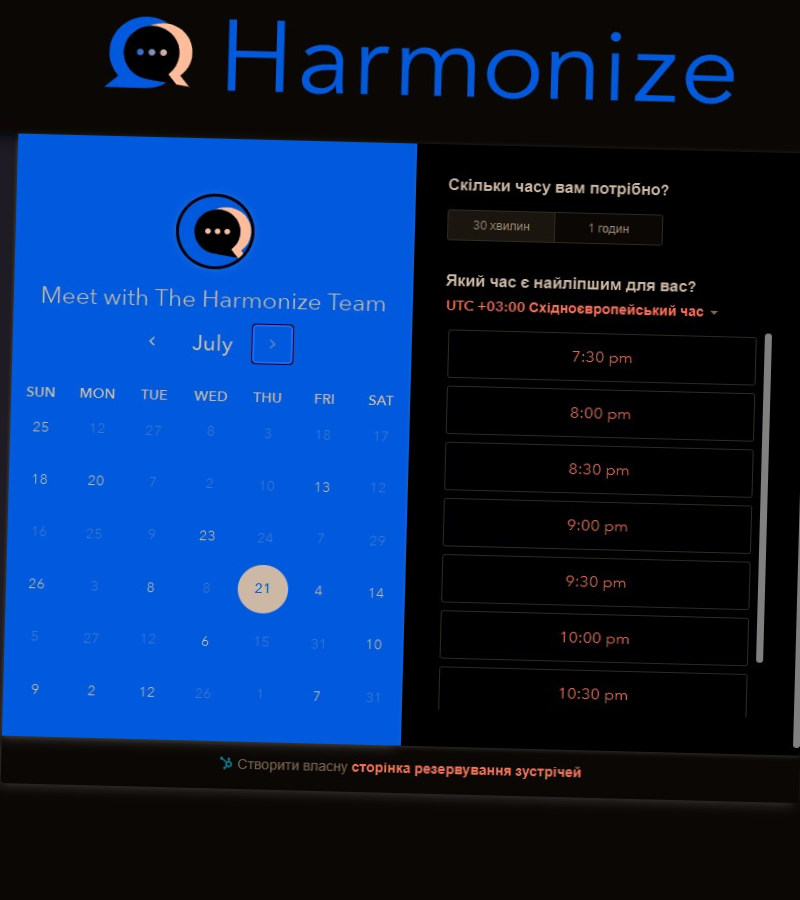 Harmonize
Meet with The Harmonize Team
July
SUN MON TUE WED THU FRI SAT
25 12 27 8 3 18 17
18 20 7 2 10 13 12
16 25 9 23 24 7 29
26 3 8 8 21 4 14
5 27 12 6 15 31 10
9 2 12 26 1 7 31
Скільки часу вам потрібно?
30 хвилин 1 годин
Який час є найліпшим для вас?
UTC +03:00 Східноєвропейський час
7:30 pm
8:00 pm
8:30 pm
9:00 pm
9:30 pm
10:00 pm
10:30 pm
Створити власну сторінка резервування зустрічей